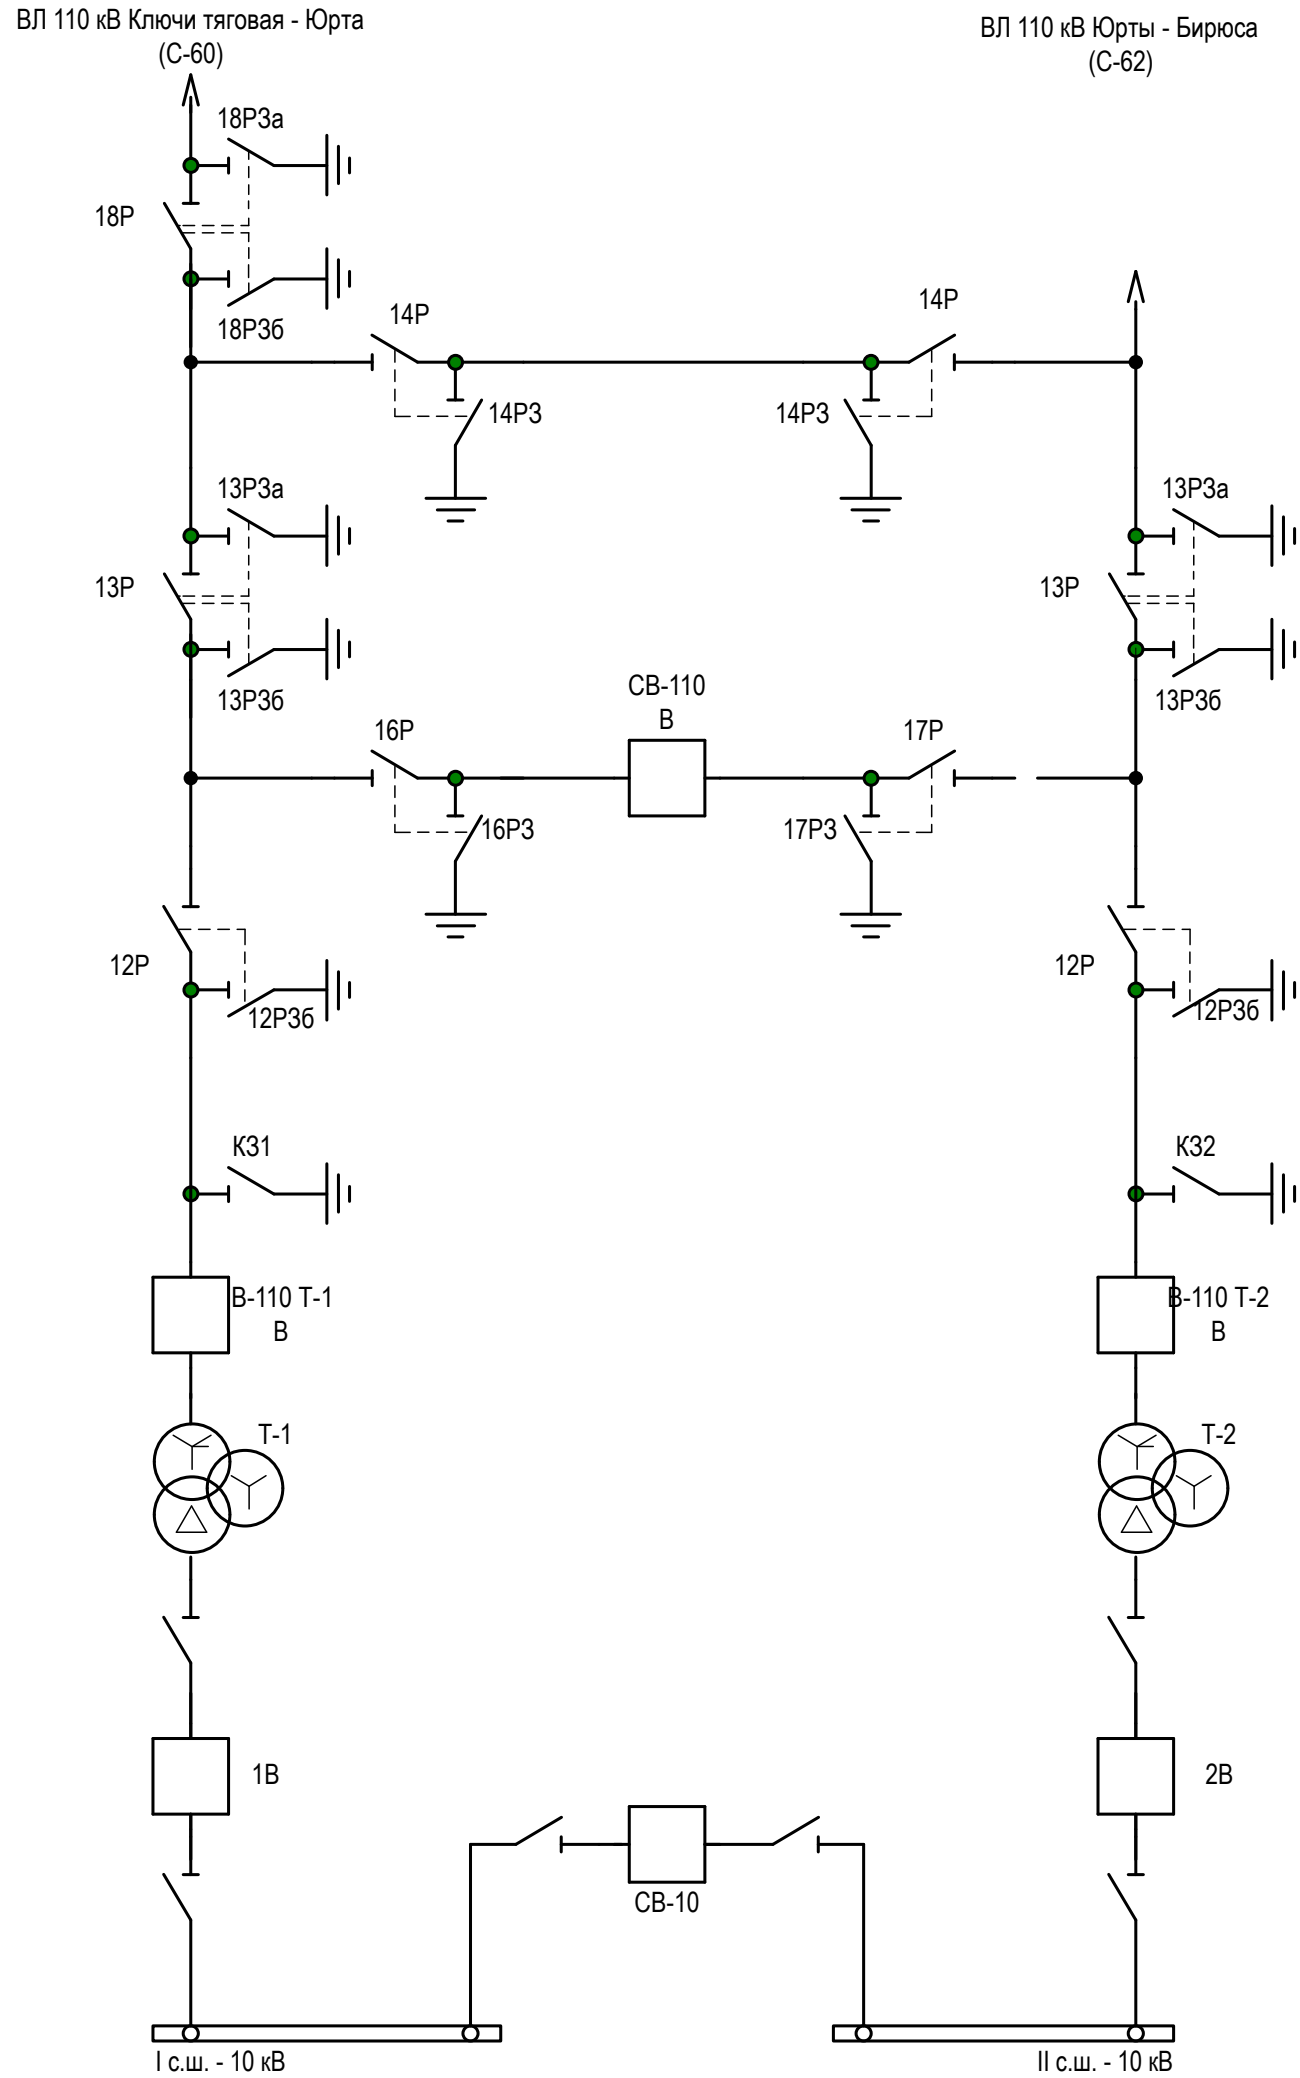 ВЛ 110 кВ Ключи тяговая - Юрта
(С-60)
ВЛ 110 кВ Юрты - Бирюса
(С-62)
18РЗа
18Р
18РЗб
14Р
14Р
14РЗ
14РЗ
13РЗа
13РЗа
13Р
13Р
13РЗб
13РЗб
СВ-110
В
16Р
17Р
16РЗ
17РЗ
12Р
12Р
12РЗб
12РЗб
КЗ1
КЗ2
В-110 Т-1
В
В-110 Т-2
В
Т-1
Т-2
1В
2В
СВ-10
I с.ш. - 10 кВ
II с.ш. - 10 кВ